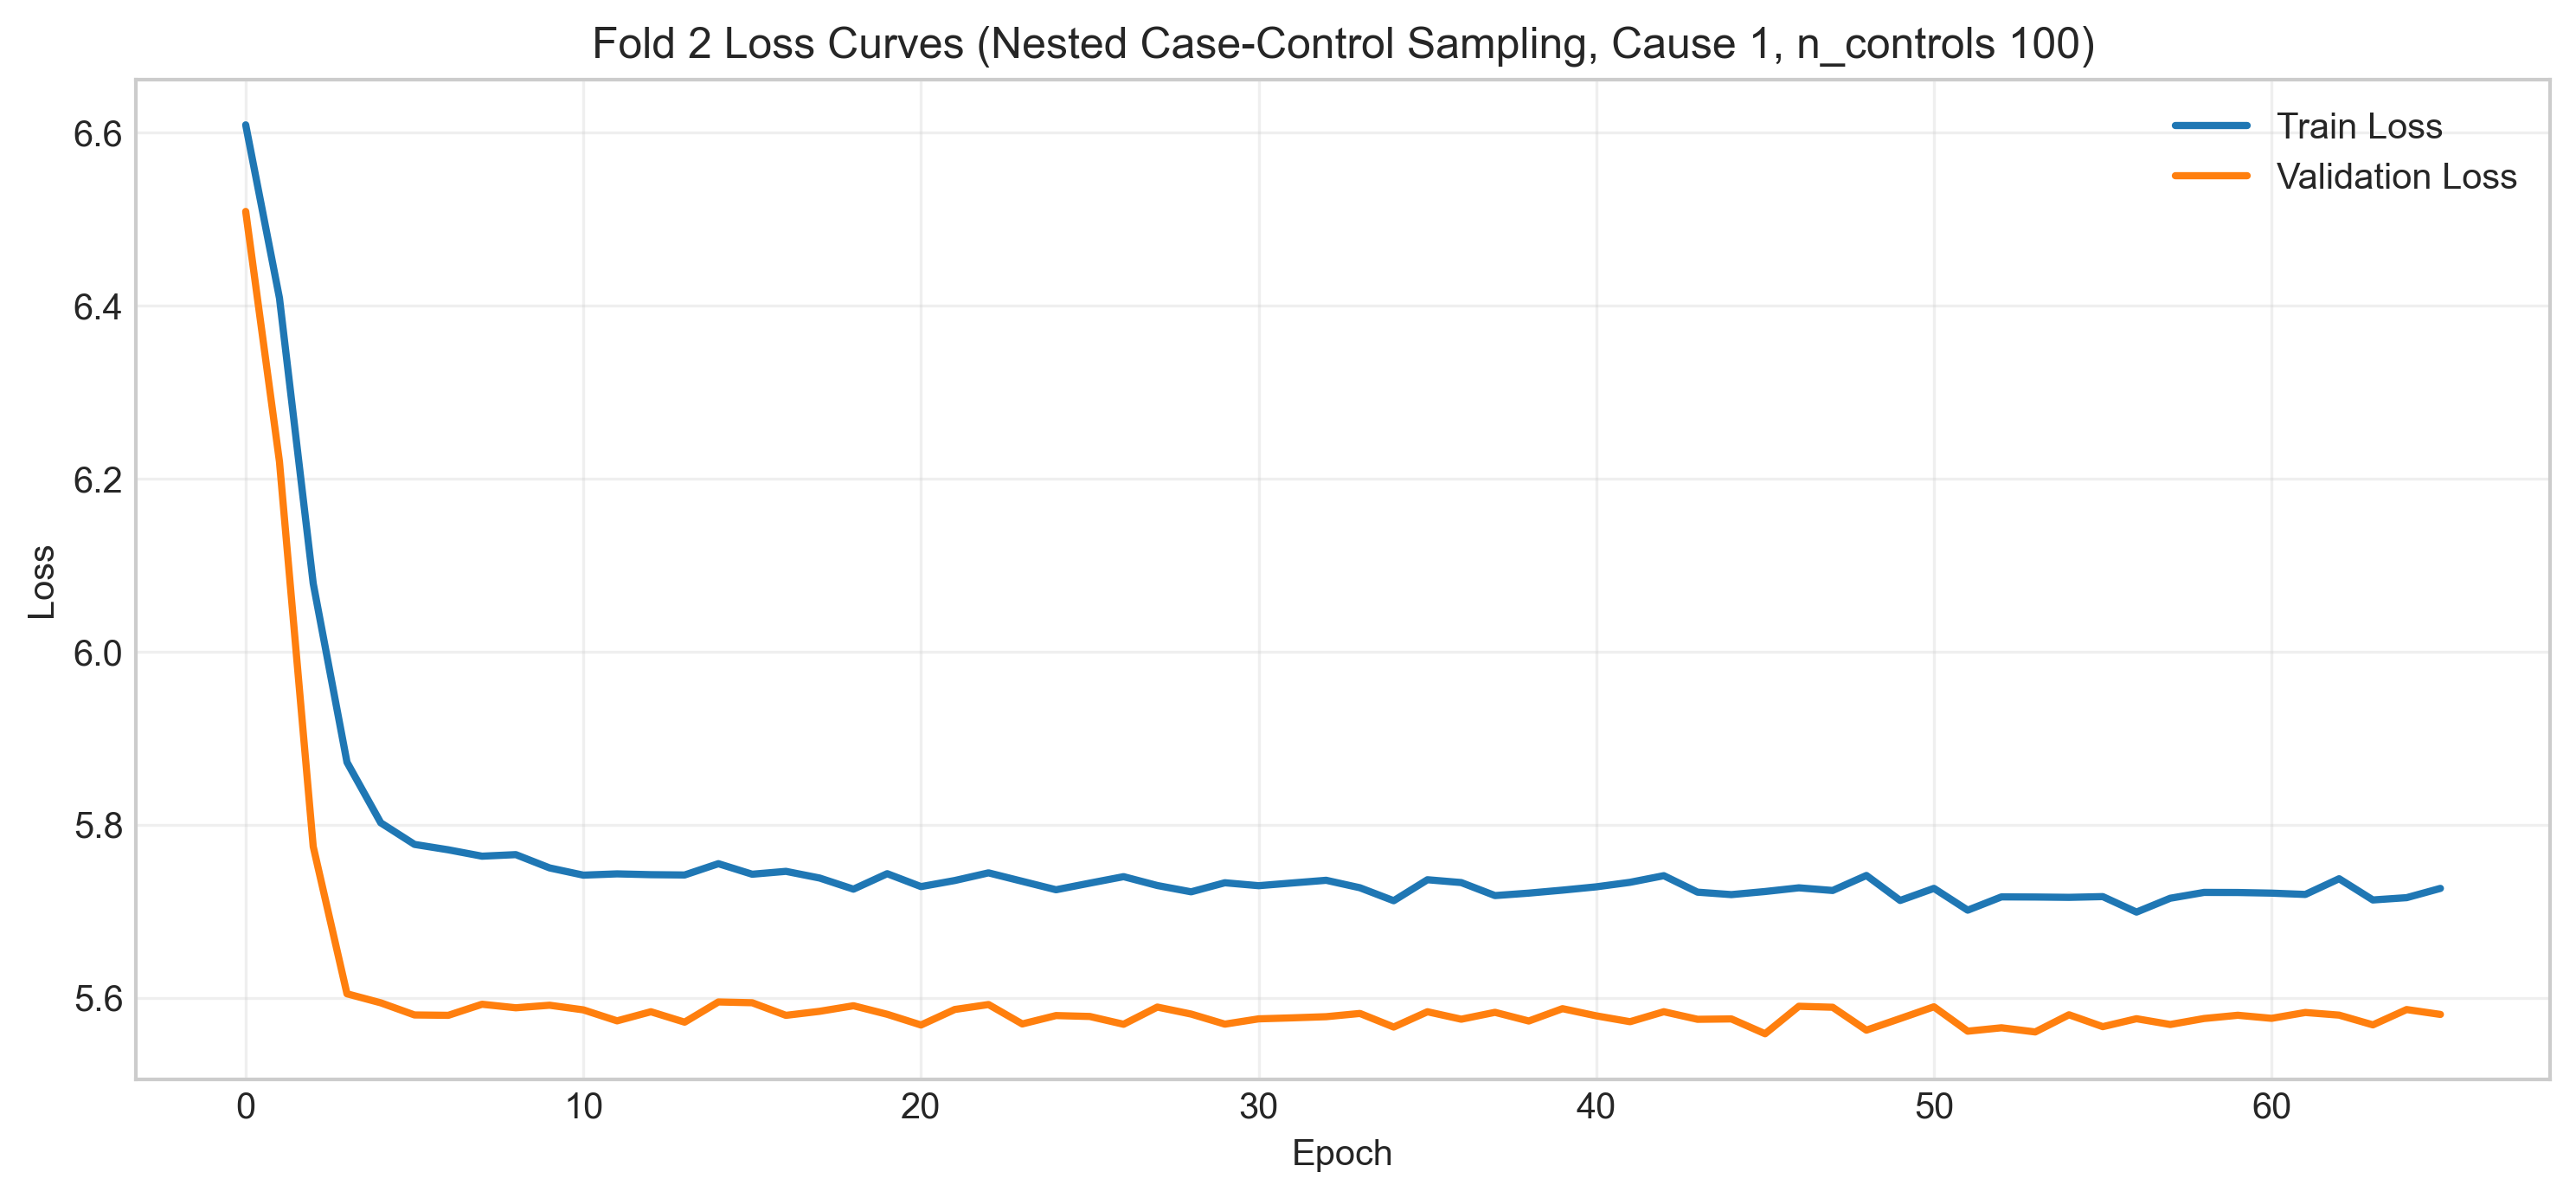 Fold 2 Loss Curves (Nested Case-Control Sampling, Cause 1, n_controls 100)
Train Loss
Validation Loss
6.6
6.4
6.2
6.0
5.8
5.6
Loss
0 10 20 30 40 50 60
Epoch